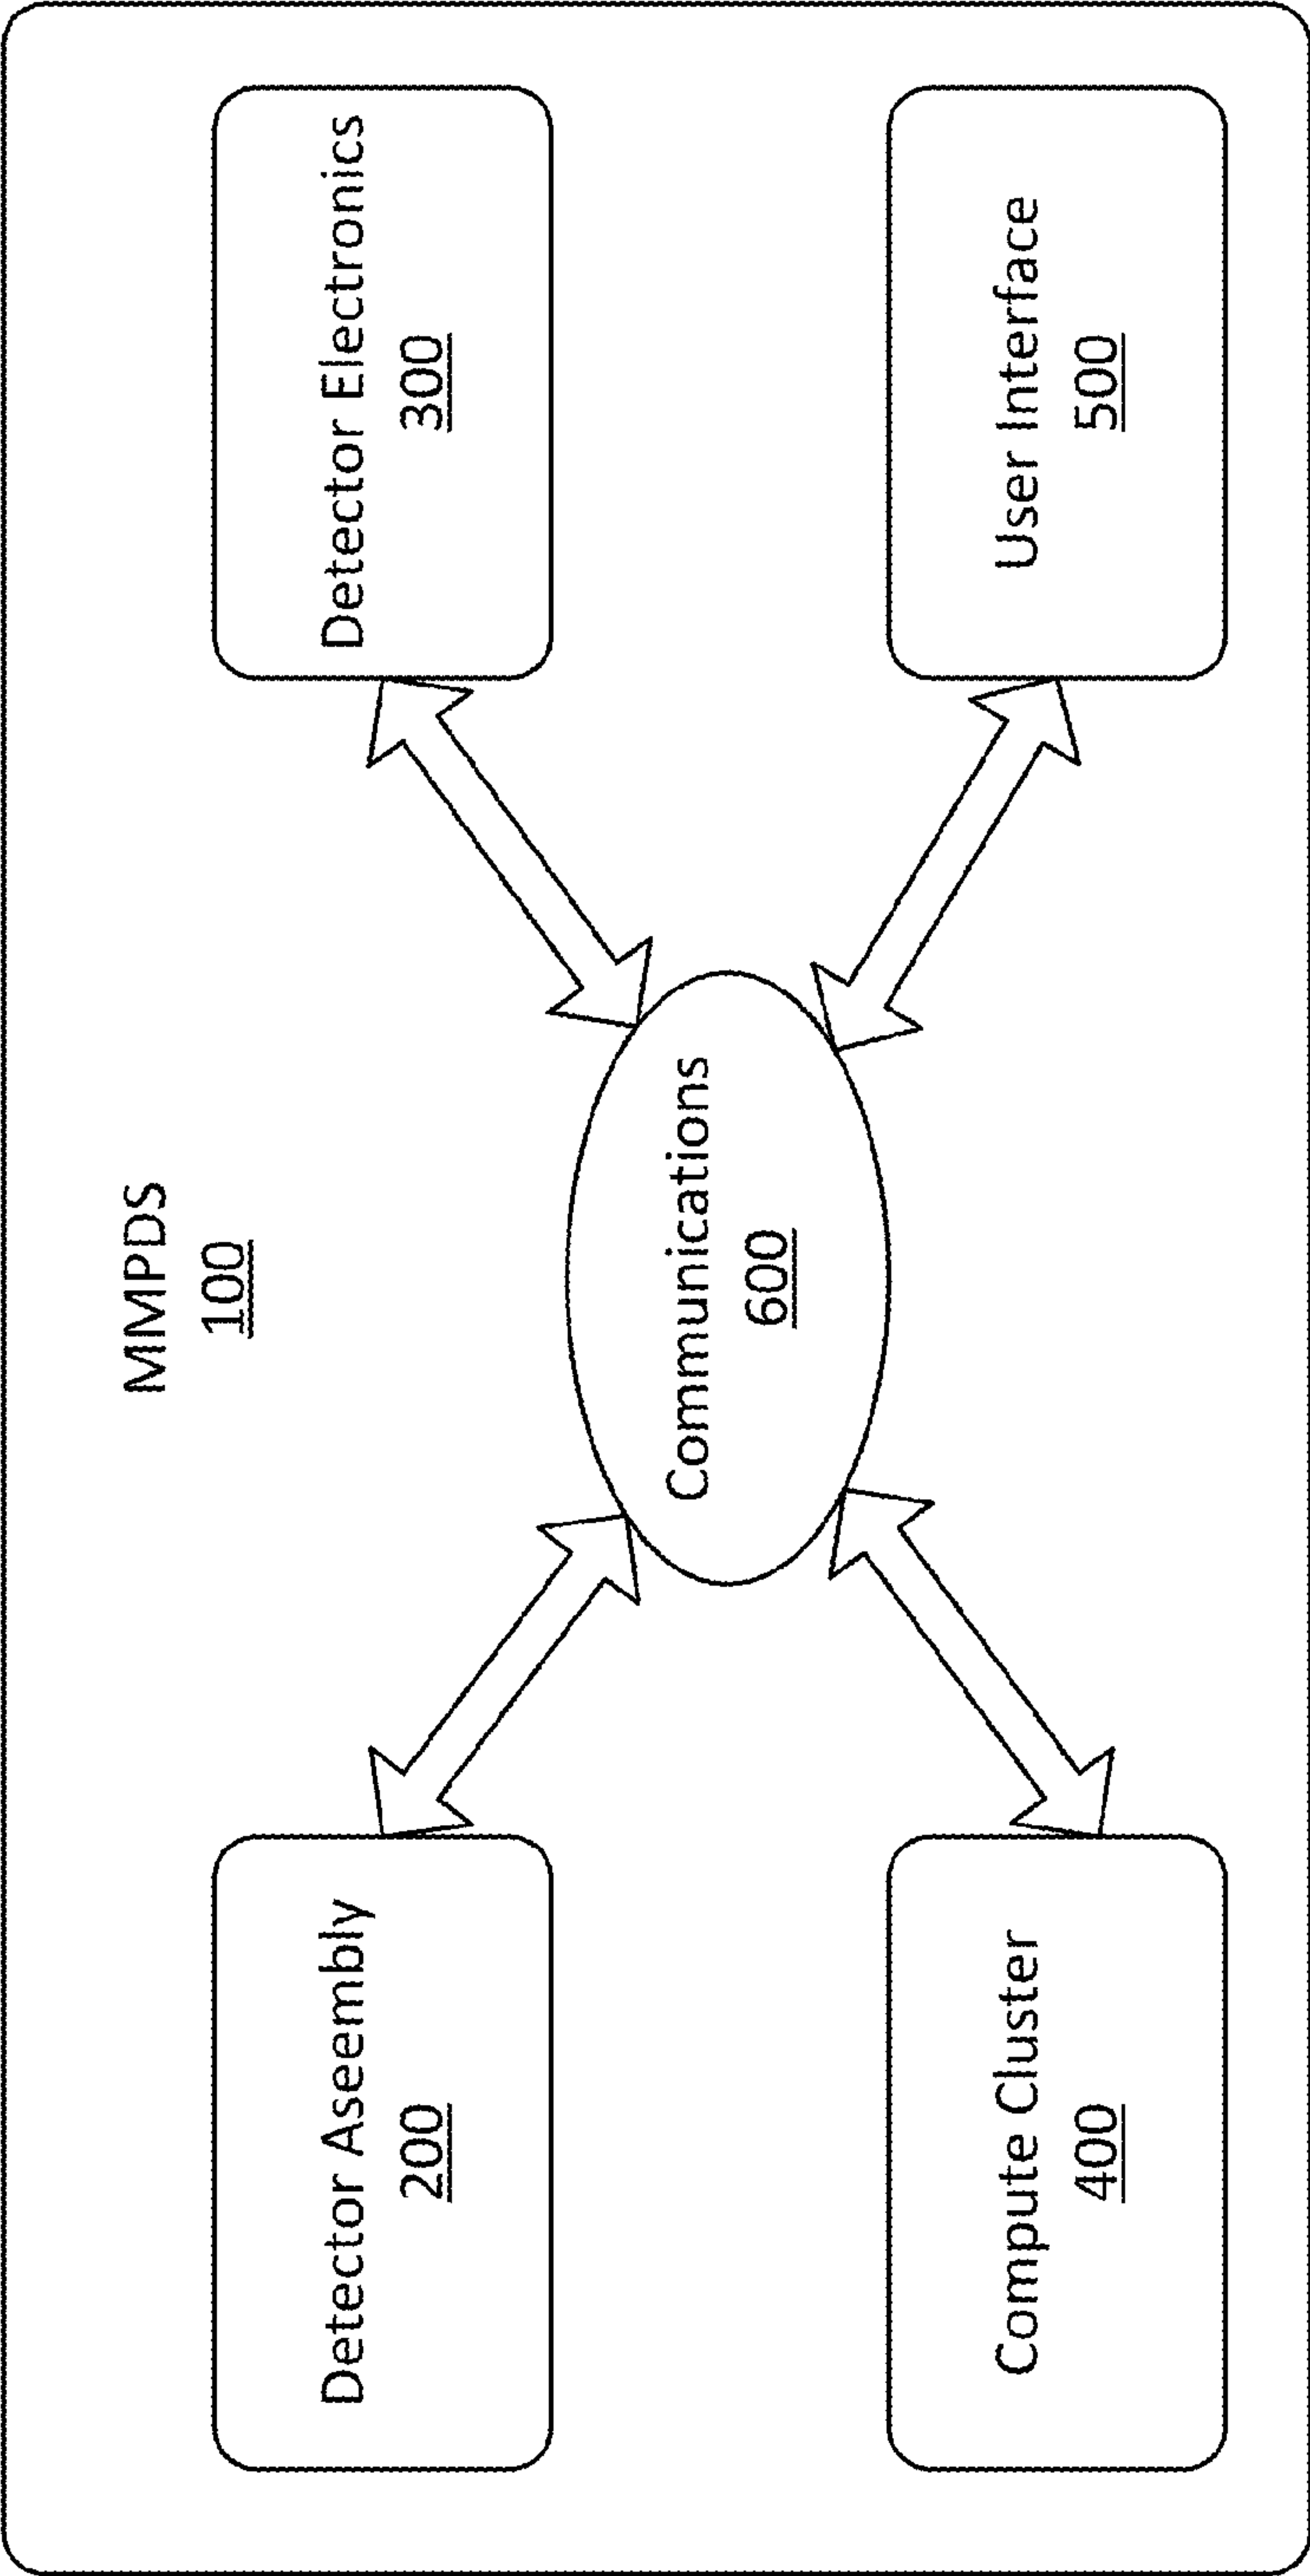 MMPDS
100
Detector Aseembly
200
Detector Electronics
300
Communications
600
Compute Cluster
400
User Interface
500